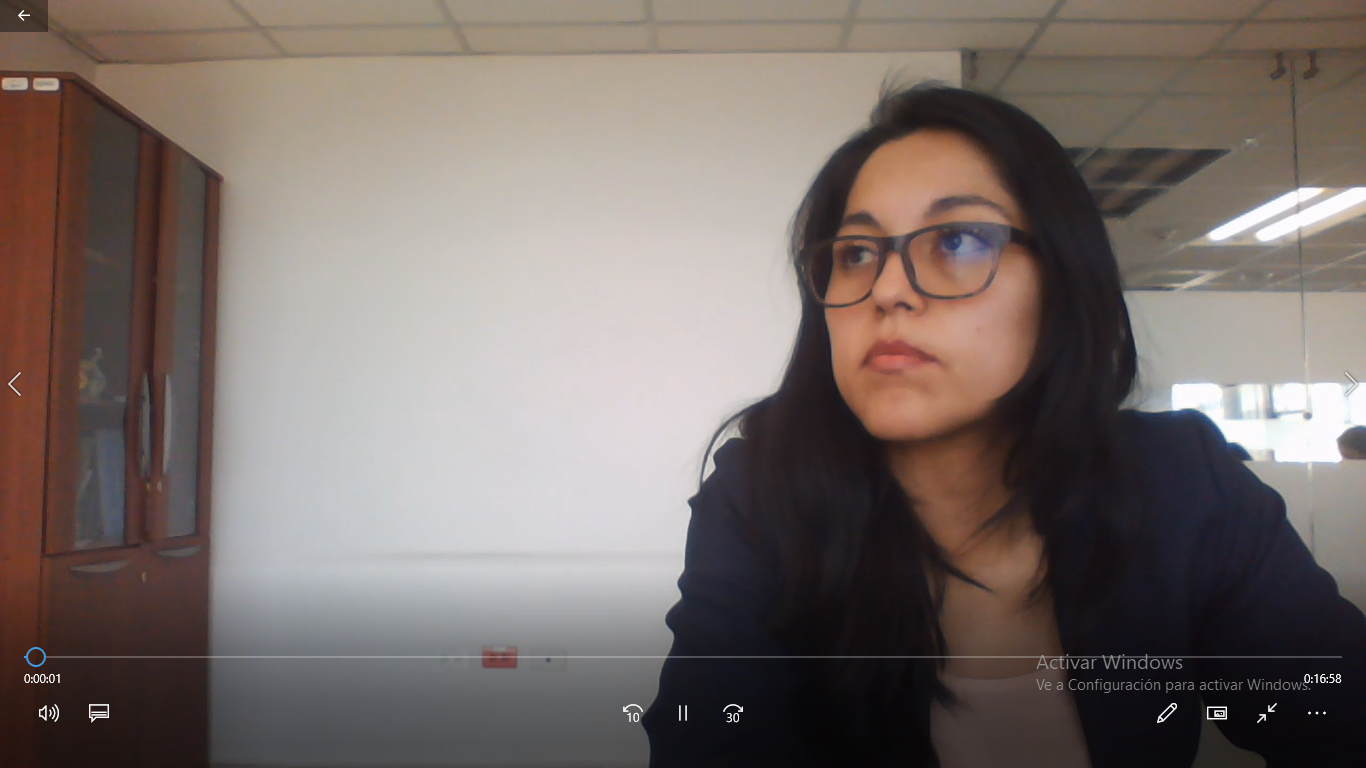 Activar Windows
Ve a Configuración para activar Windows.
0:00:01
0:16:58
10
30